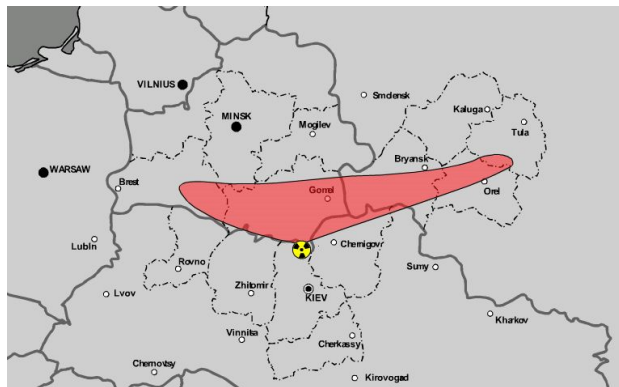 VILNIUS
Smolensk
Kaluga
MINSK
Mogilev
Tula
WARSAW
Bryansk
Brest
Gomel
Orel
Lublin
Chernigov
Rovno
Sumy
Lvov
Zhitomir
KIEV
Kharkov
Vinnitsa
Cherkassy
Chernovtsy
Kirovograd